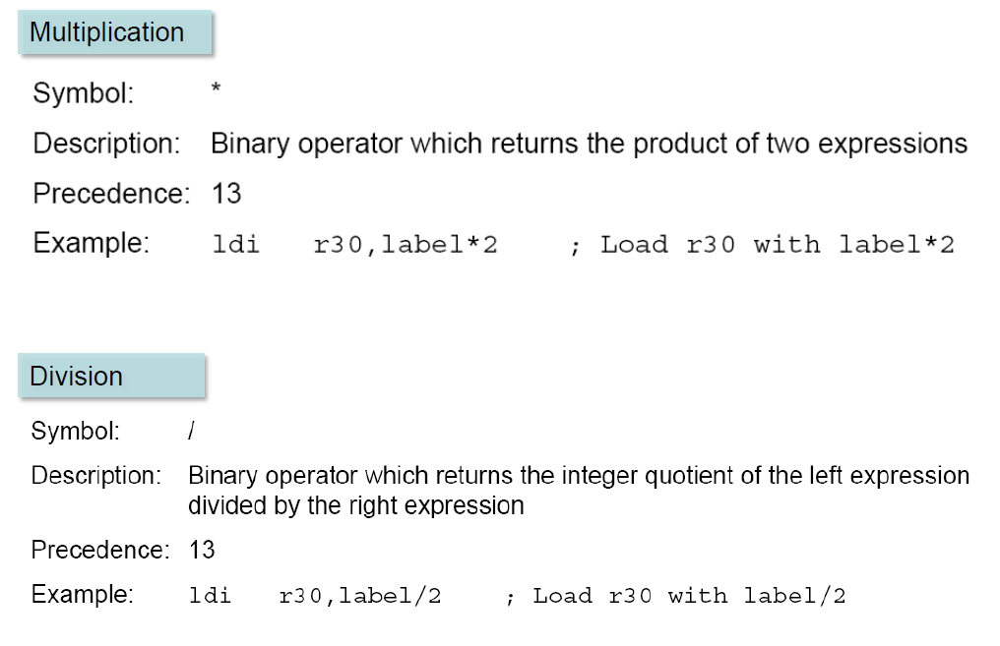 Multiplication
Symbol: *
Description: Binary operator which returns the product of two expressions
Precedence: 13
Example: ldi r30,label*2 ; Load r30 with label*2
Division
Symbol: /
Description: Binary operator which returns the integer quotient of the left expression
divided by the right expression
Precedence: 13
Example: ldi r30,label/2 ; Load r30 with label/2